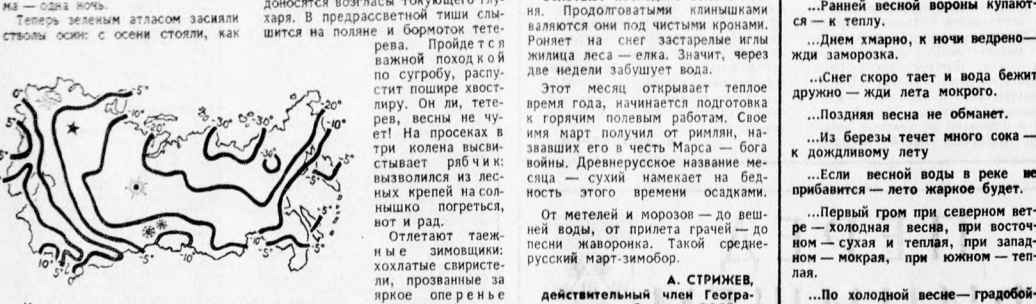 ма — одна ночь.
Теперь зеленым атласом засияли
стволы осин: с осени стояли, как
доносятся возгласы токующего глу-
харя. В предрассветной тиши слы-
шится на поляне и бормоток тете-
рева. Пройдется
важной походкой
по сугробу, распу-
стит пошире хвост-
лиру. Он ли, тете-
рев, весны не чу-
ет! На просеках в
три колена высви-
стывает рябчик:
вызволился из лес-
ных крепей на сол-
нышко погреться,
вот и рад.
Отлетают таеж-
ные зимовщики:
хохлатые свиристе-
ли, прозванные за
яркое оперенье
ня. Продолговатыми клинышками
валяются они под чистыми кронами.
Роняет на снег застарелые иглы
жилица леса — елка. Значит, через
две недели забушует вода.
Этот месяц открывает теплое
время года, начинается подготовка
к горячим полевым работам. Свое
имя март получил от римлян, на-
звавших его в честь Марса — бога
войны. Древнерусское название ме-
сяца — сухий намекает на бед-
ность этого времени осадками.
От метелей и морозов — до веш-
ней воды, от прилета грачей — до
песни жаворонка. Такой средне-
русский март-зимобор.
А. СТРИЖЕВ,
действительный член Геогра-
...Ранней весной вороны купают-
ся — к теплу.
...Днем хмарно, к ночи ведрено—
жди заморозка.
...Снег скоро тает и вода бежит
дружно — жди лета мокрого.
...Поздняя весна не обманет.
...Из березы течет много сока —
к дождливому лету
...Если весной воды в реке не
прибавится — лето жаркое будет.
...Первый гром при северном вет-
ре — холодная весна, при восточ-
ном — сухая и теплая, при запад-
ном — мокрая, при южном — теп-
лая.
...По холодной весне— градобой-